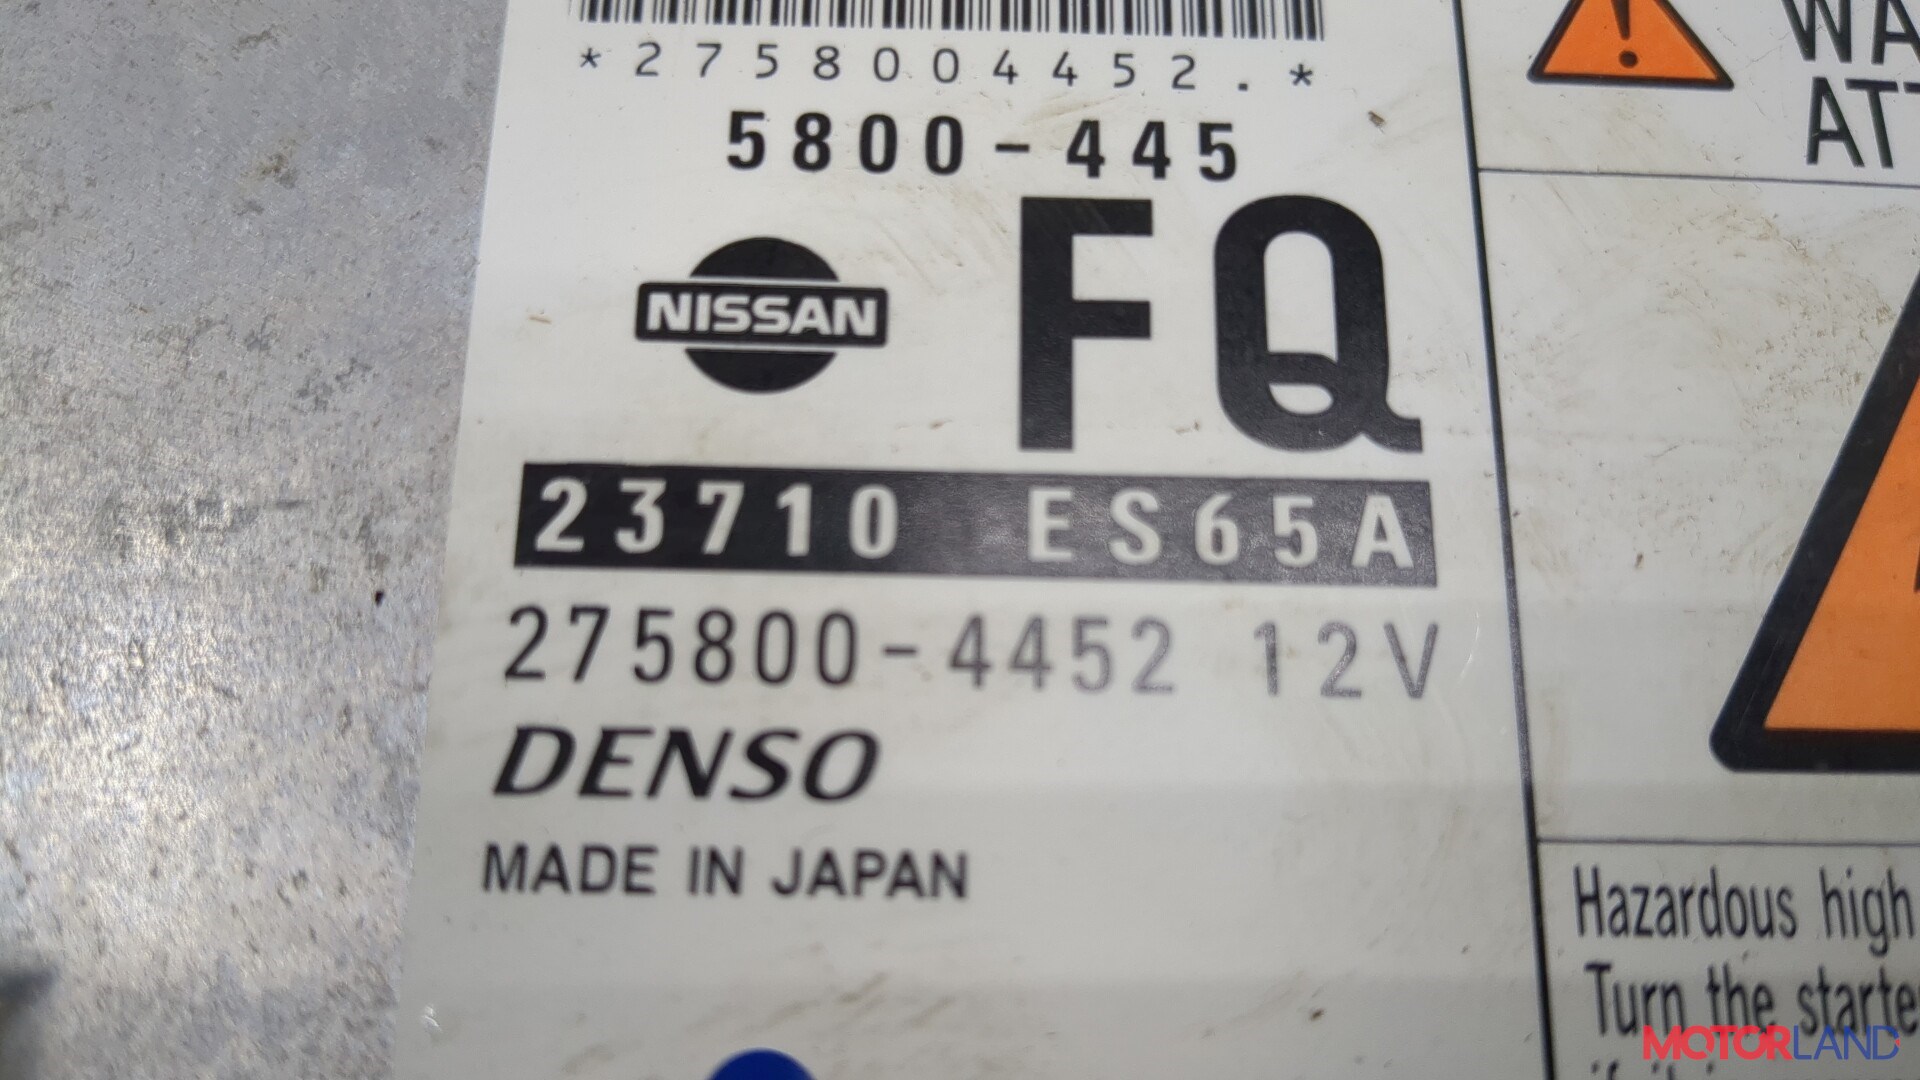 *2758004452.*
5800-445
NISSAN
FQ
23710 ES65A
275800-4452 12V
DENSO
MADE IN JAPAN
Hazardous high
Turn the
MOTORLAND